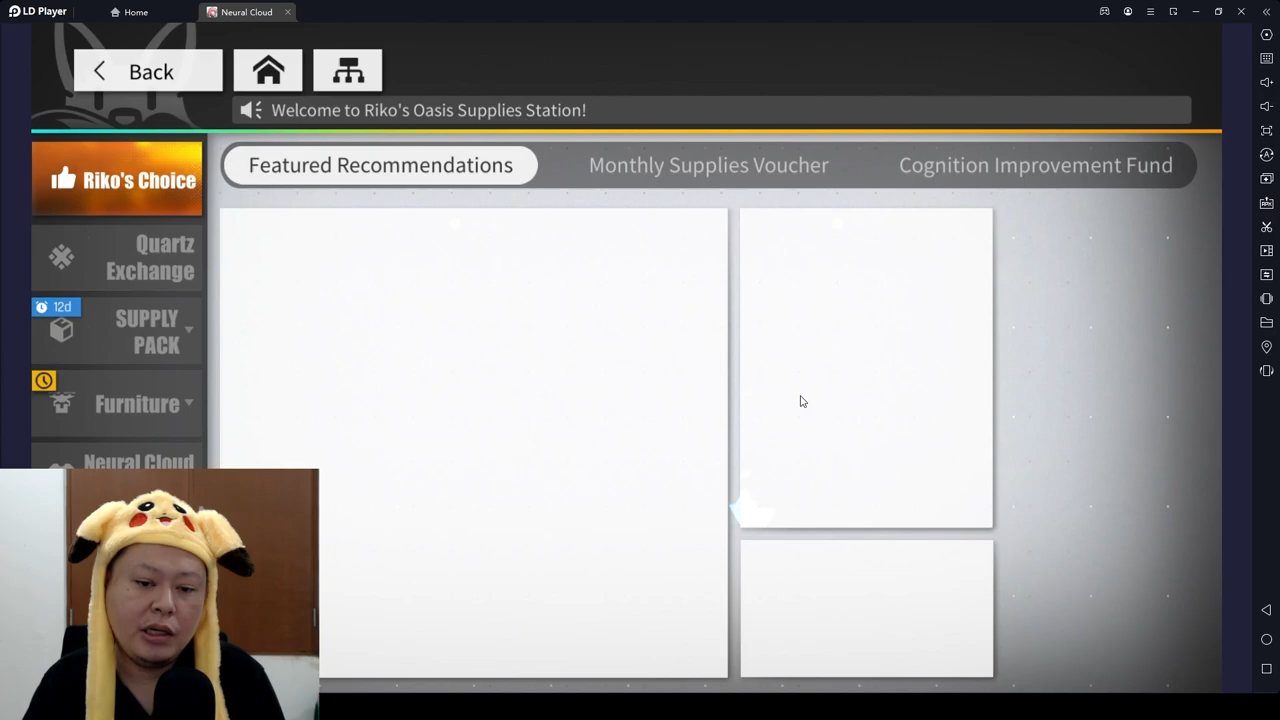 LD Player
Home
Neural Cloud
Back
Welcome to Riko's Oasis Supplies Station!
Riko's Choice
Featured Recommendations
Monthly Supplies Voucher
Cognition Improvement Fund
Quartz
Exchange
12d
SUPPLY
PACK
Furniture
Neural Cloud